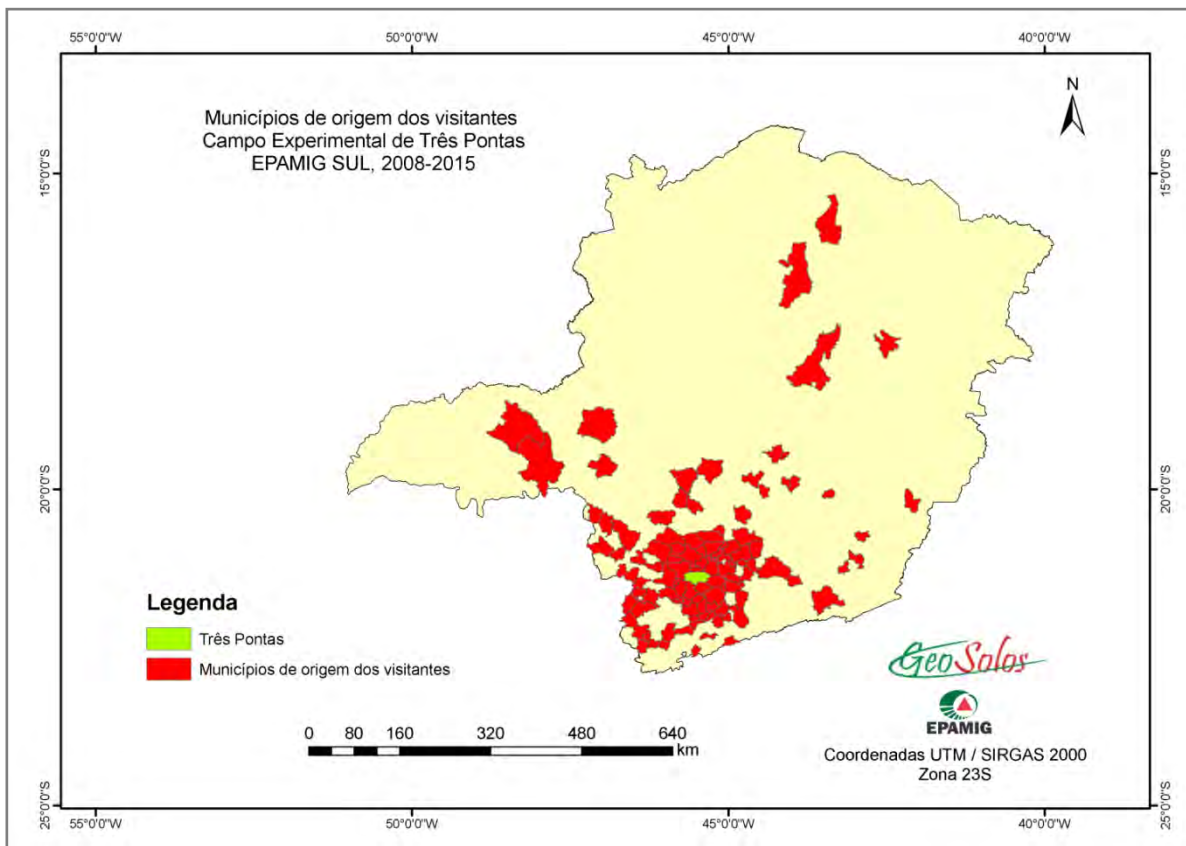 55°0'0"W 50°0'0"W 45°0'0"W 40°0'0"W
Municípios de origem dos visitantes
Campo Experimental de Três Pontas
EPAMIG SUL, 2008-2015
N
15°0'0"S 15°0'0"S
20°0'0"S 20°0'0"S
Legenda
Três Pontas
Municípios de origem dos visitantes
GeoSolos
EPAMIG
0 80 160 320 480 640
km
Coordenadas UTM / SIRGAS 2000
Zona 23S
25°0'0"S 25°0'0"S
55°0'0"W 50°0'0"W 45°0'0"W 40°0'0"W